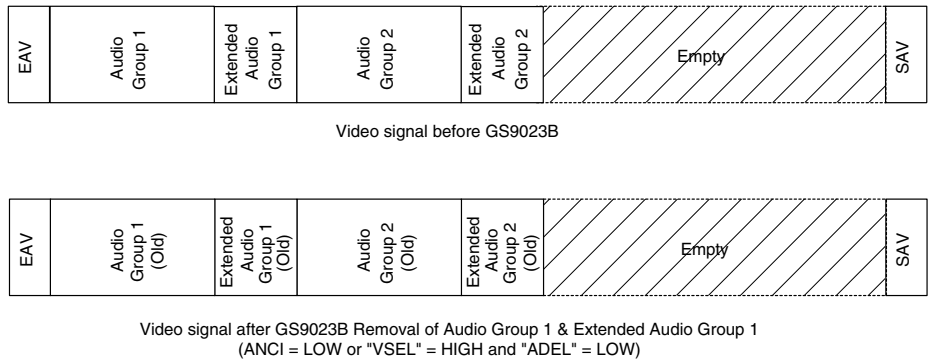 EAV
Audio
Group 1
Extended
Audio
Group 1
Audio
Group 2
Extended
Audio
Group 2
Empty
SAV
Video signal before GS9023B
EAV
Audio
Group 1
(Old)
Extended
Audio
Group 1
(Old)
Audio
Group 2
(Old)
Extended
Audio
Group 2
(Old)
Empty
SAV
Video signal after GS9023B Removal of Audio Group 1 & Extended Audio Group 1
(ANCI = LOW or "VSEL" = HIGH and "ADEL" = LOW)